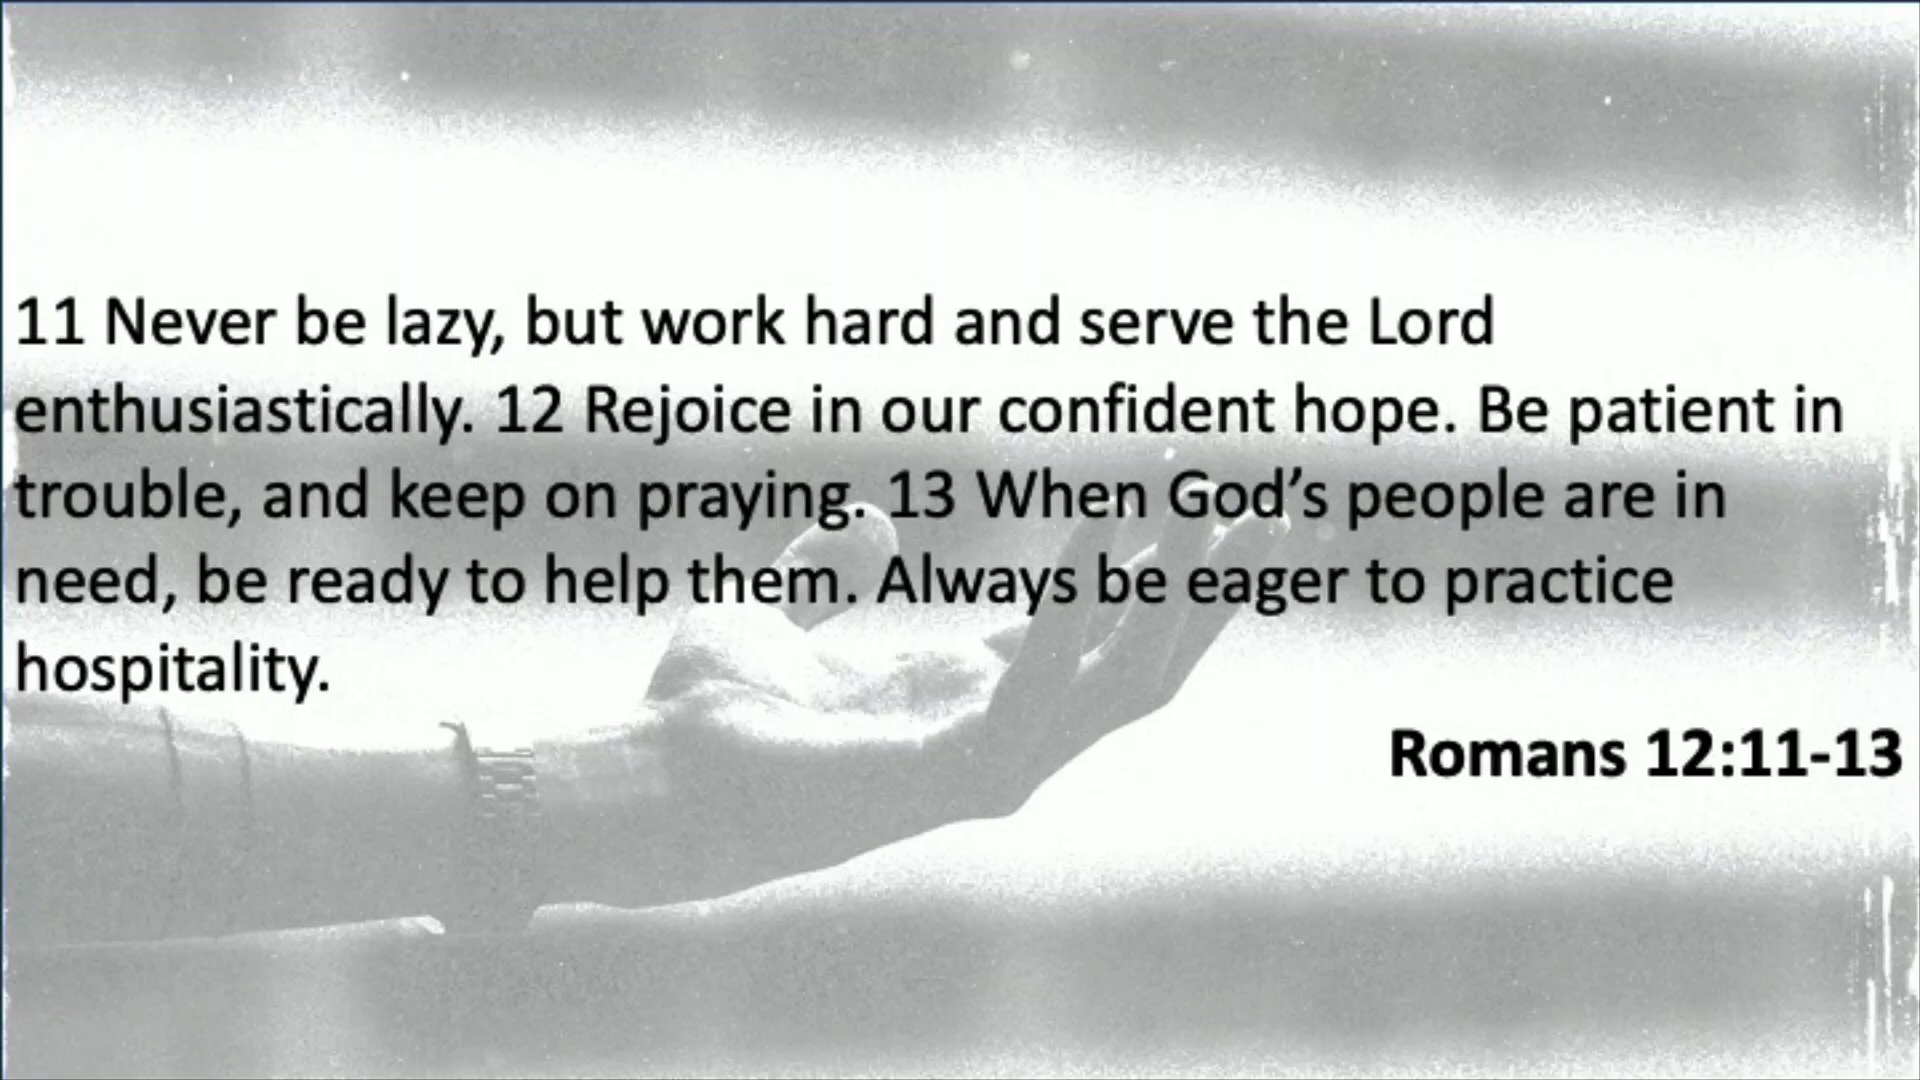 11 Never be lazy, but work hard and serve the Lord
enthusiastically. 12 Rejoice in our confident hope. Be patient in
trouble, and keep on praying. 13 When God’s people are in
need, be ready to help them. Always be eager to practice
hospitality.
Romans 12:11-13